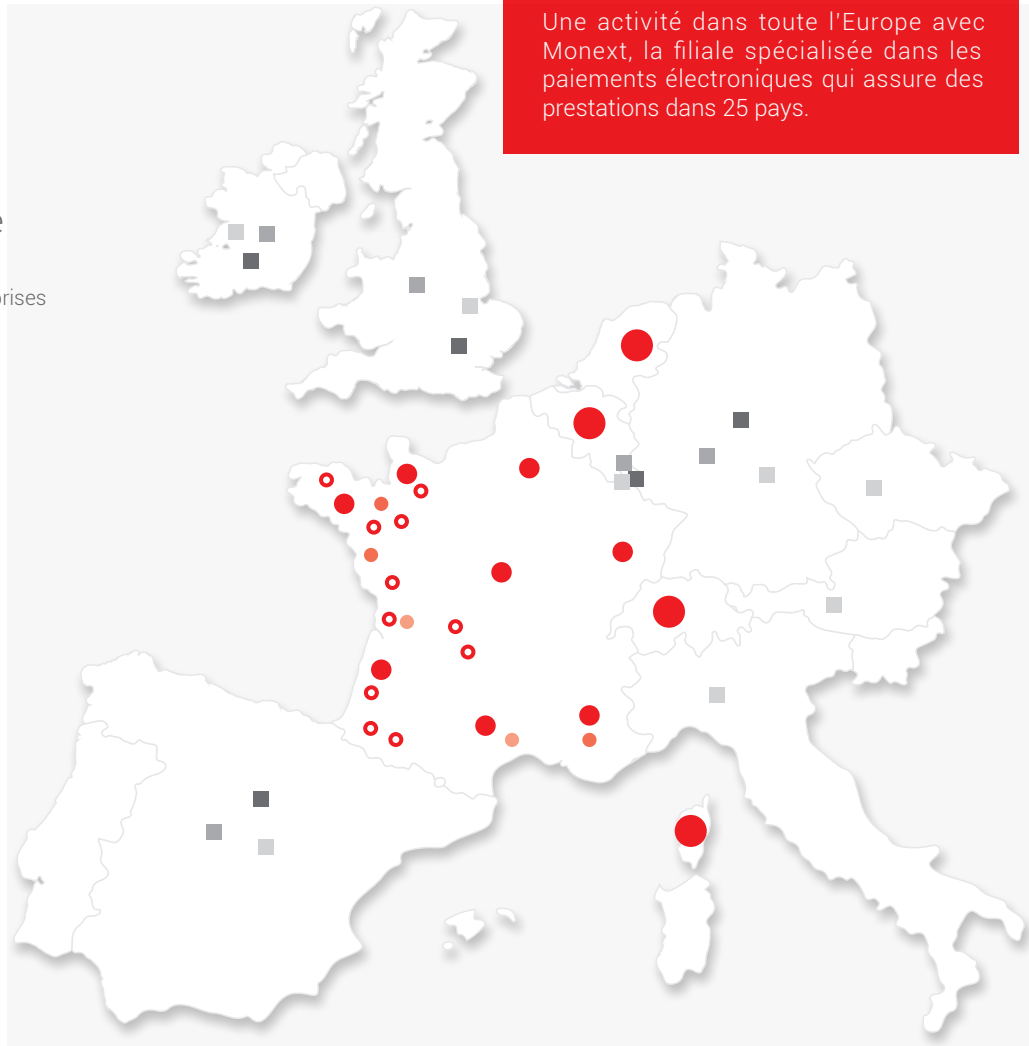 Une activité dans toute l'Europe avec
Monext, la filiale spécialisée dans les
paiements électroniques qui assure des
prestations dans 25 pays.